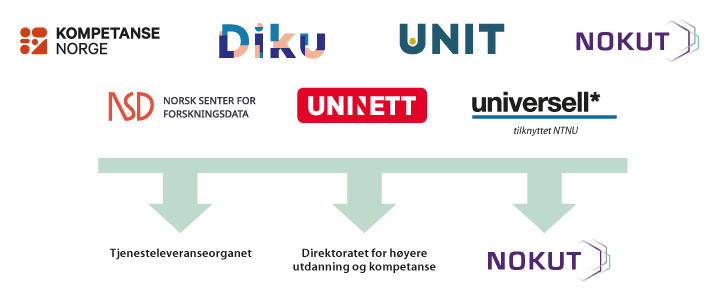 KOMPETANSE
NORGE
Diku
UNIT
NOKUT
NSD
NORSK SENTER FOR
FORSKNINGSDATA
UNINETT
universell*
tilknyttet NTNU
Tjenesteleveranseorganet
Direktoratet for høyere
utdanning og kompetanse
NOKUT